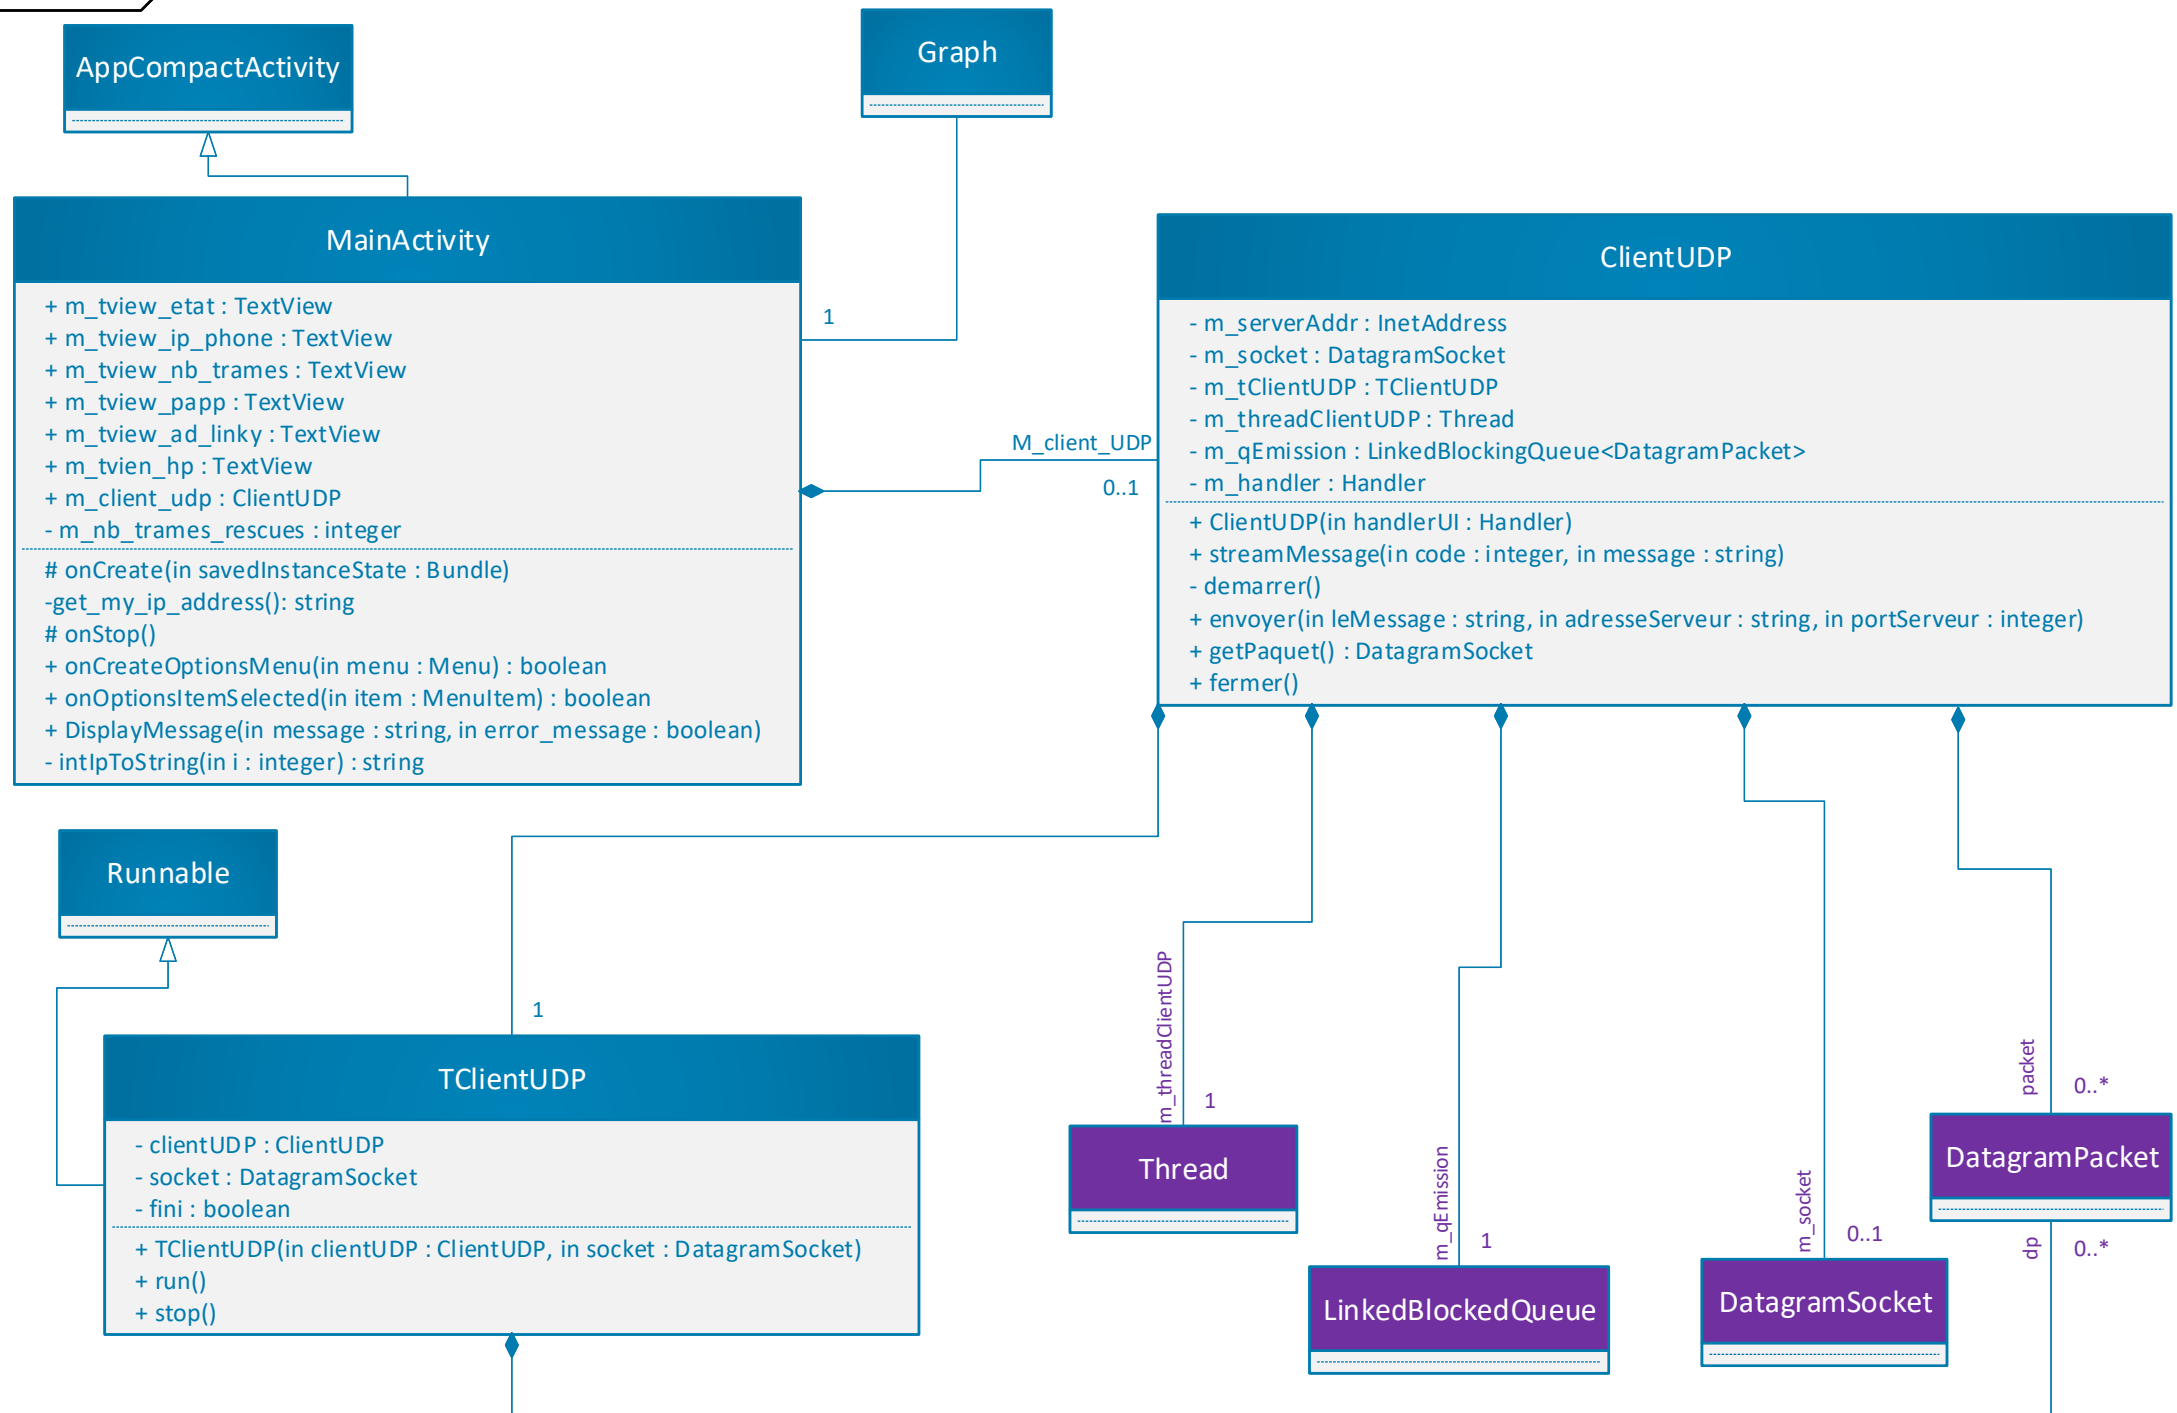 AppCompactActivity
Graph
MainActivity
+ m_tview_etat : TextView
+ m_tview_ip_phone : TextView
+ m_tview_nb_trames : TextView
+ m_tview_papp : TextView
+ m_tview_ad_linky : TextView
+ m_tvien_hp : TextView
+ m_client_udp : ClientUDP
- m_nb_trames_rescues : integer
# onCreate(in savedInstanceState : Bundle)
-get_my_ip_address(): string
# onStop()
+ onCreateOptionsMenu(in menu : Menu) : boolean
+ onOptionsItemSelected(in item : MenuItem) : boolean
+ DisplayMessage(in message : string, in error_message : boolean)
- intIpToString(in i : integer) : string
1
M_client_UDP
0..1
ClientUDP
- m_serverAddr : InetAddress
- m_socket : DatagramSocket
- m_tClientUDP : TClientUDP
- m_threadClientUDP : Thread
- m_qEmission : LinkedBlockingQueue<DatagramPacket>
- m_handler : Handler
+ ClientUDP(in handlerUI : Handler)
+ streamMessage(in code : integer, in message : string)
- demarrer()
+ envoyer(in leMessage : string, in adresseServeur : string, in portServeur : integer)
+ getPaquet() : DatagramSocket
+ fermer()
Runnable
1
TClientUDP
- clientUDP : ClientUDP
- socket : DatagramSocket
- fini : boolean
+ TClientUDP(in clientUDP : ClientUDP, in socket : DatagramSocket)
+ run()
+ stop()
m_threadClientUDP
1
Thread
m_qEmission
1
LinkedBlockedQueue
m_socket
0..1
DatagramSocket
packet
0..*
DatagramPacket
dp
0..*